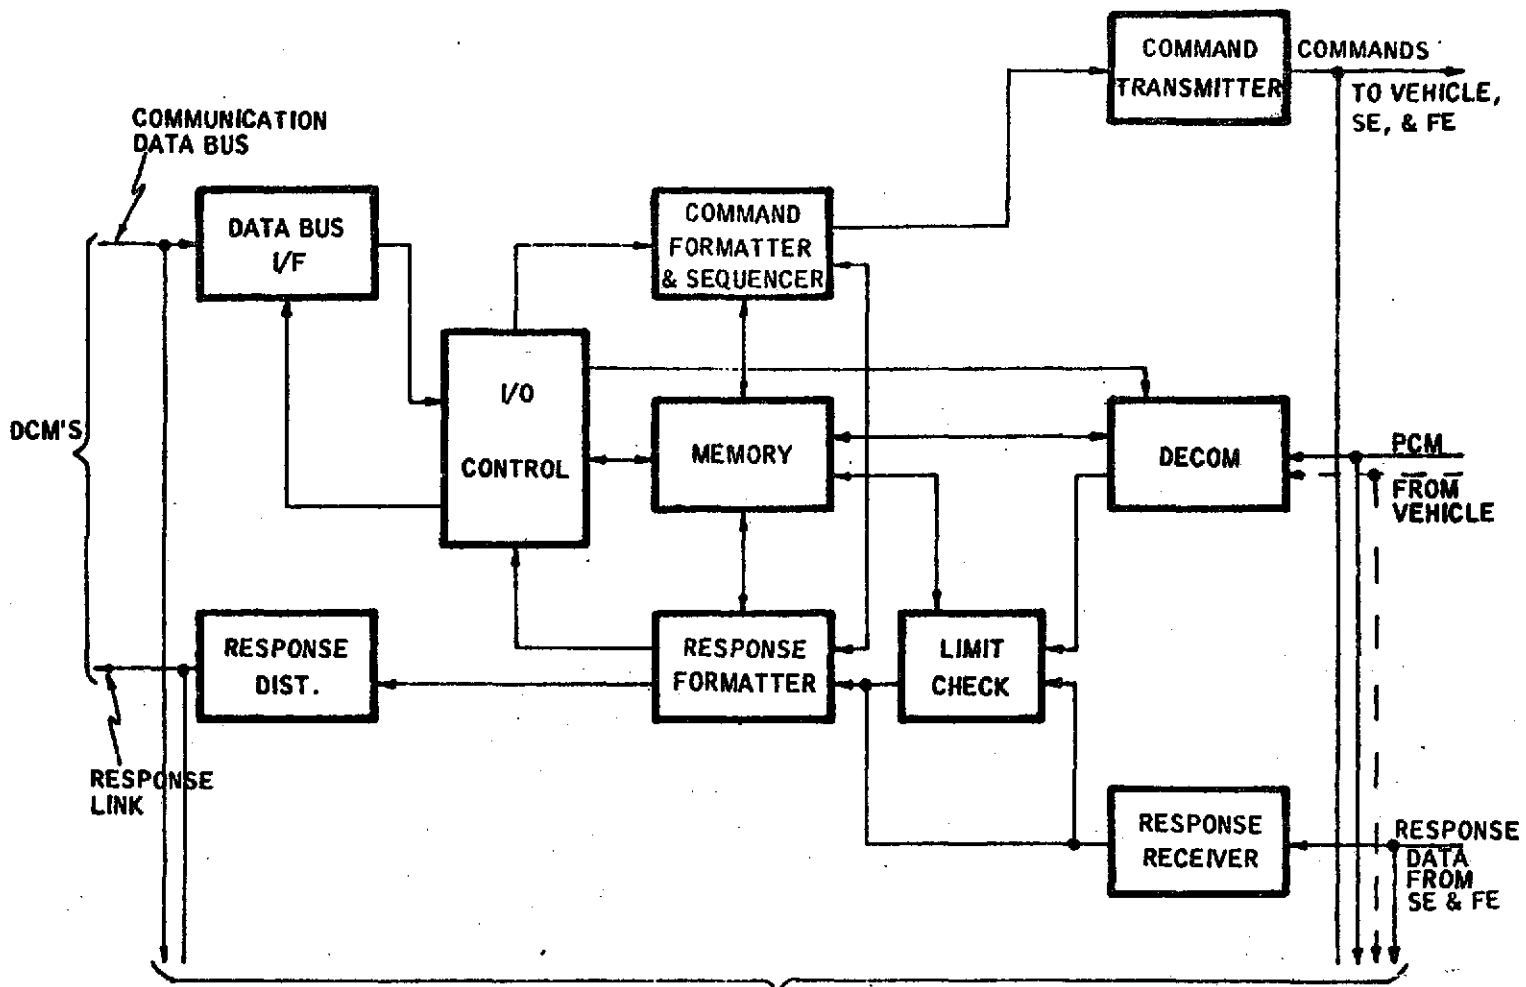 COMMAND
TRANSMITTER
COMMANDS
TO VEHICLE,
SE, & FE
COMMUNICATION
DATA BUS
DATA BUS
I/F
COMMAND
FORMATTER
& SEQUENCER
I/O
CONTROL
MEMORY
DECOM
PCM
FROM
VEHICLE
DCM'S
RESPONSE
DIST.
RESPONSE
FORMATTER
LIMIT
CHECK
RESPONSE
LINK
RESPONSE
RECEIVER
RESPONSE
DATA
FROM
SE & FE